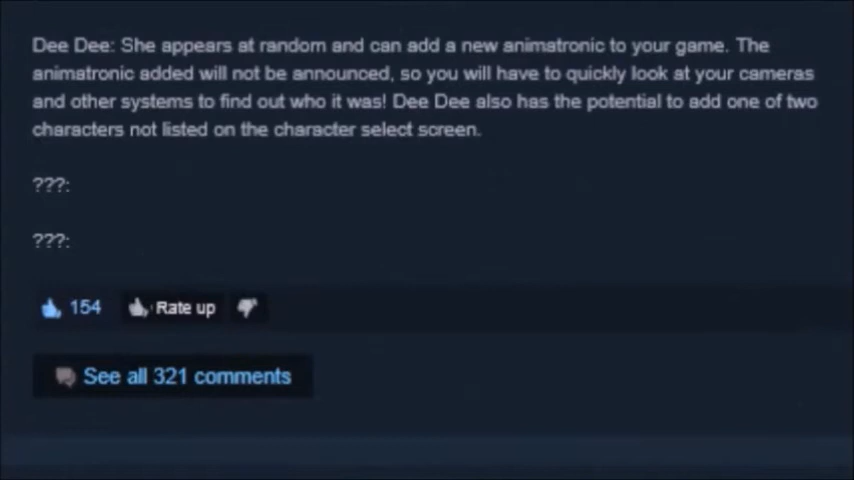 Dee Dee: She appears at random and can add a new animatronic to your game. The
animatronic added will not be announced, so you will have to quickly look at your cameras
and other systems to find out who it was! Dee Dee also has the potential to add one of two
characters not listed on the character select screen.
???:
???:
154 Rate up
See all 321 comments